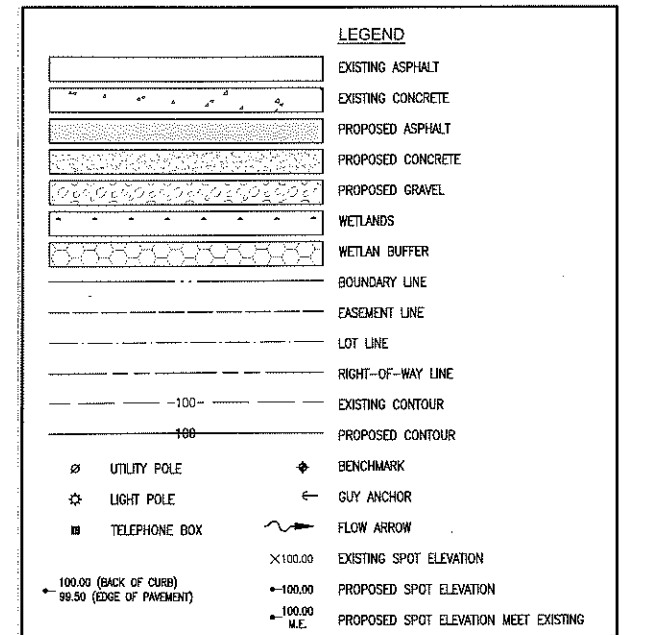 LEGEND
EXISTING ASPHALT
EXISTING CONCRETE
PROPOSED ASPHALT
PROPOSED CONCRETE
PROPOSED GRAVEL
WETLANDS
WETLAN BUFFER
BOUNDARY LINE
EASEMENT LINE
LOT LINE
RIGHT-OF-WAY LINE
-100- EXISTING CONTOUR
100 PROPOSED CONTOUR
UTILITY POLE BENCHMARK
LIGHT POLE GUY ANCHOR
TELEPHONE BOX FLOW ARROW
×100.00 EXISTING SPOT ELEVATION
100.00 (BACK OF CURB)
99.50 (EDGE OF PAVEMENT)
100.00 PROPOSED SPOT ELEVATION
100.00
M.E. PROPOSED SPOT ELEVATION MEET EXISTING